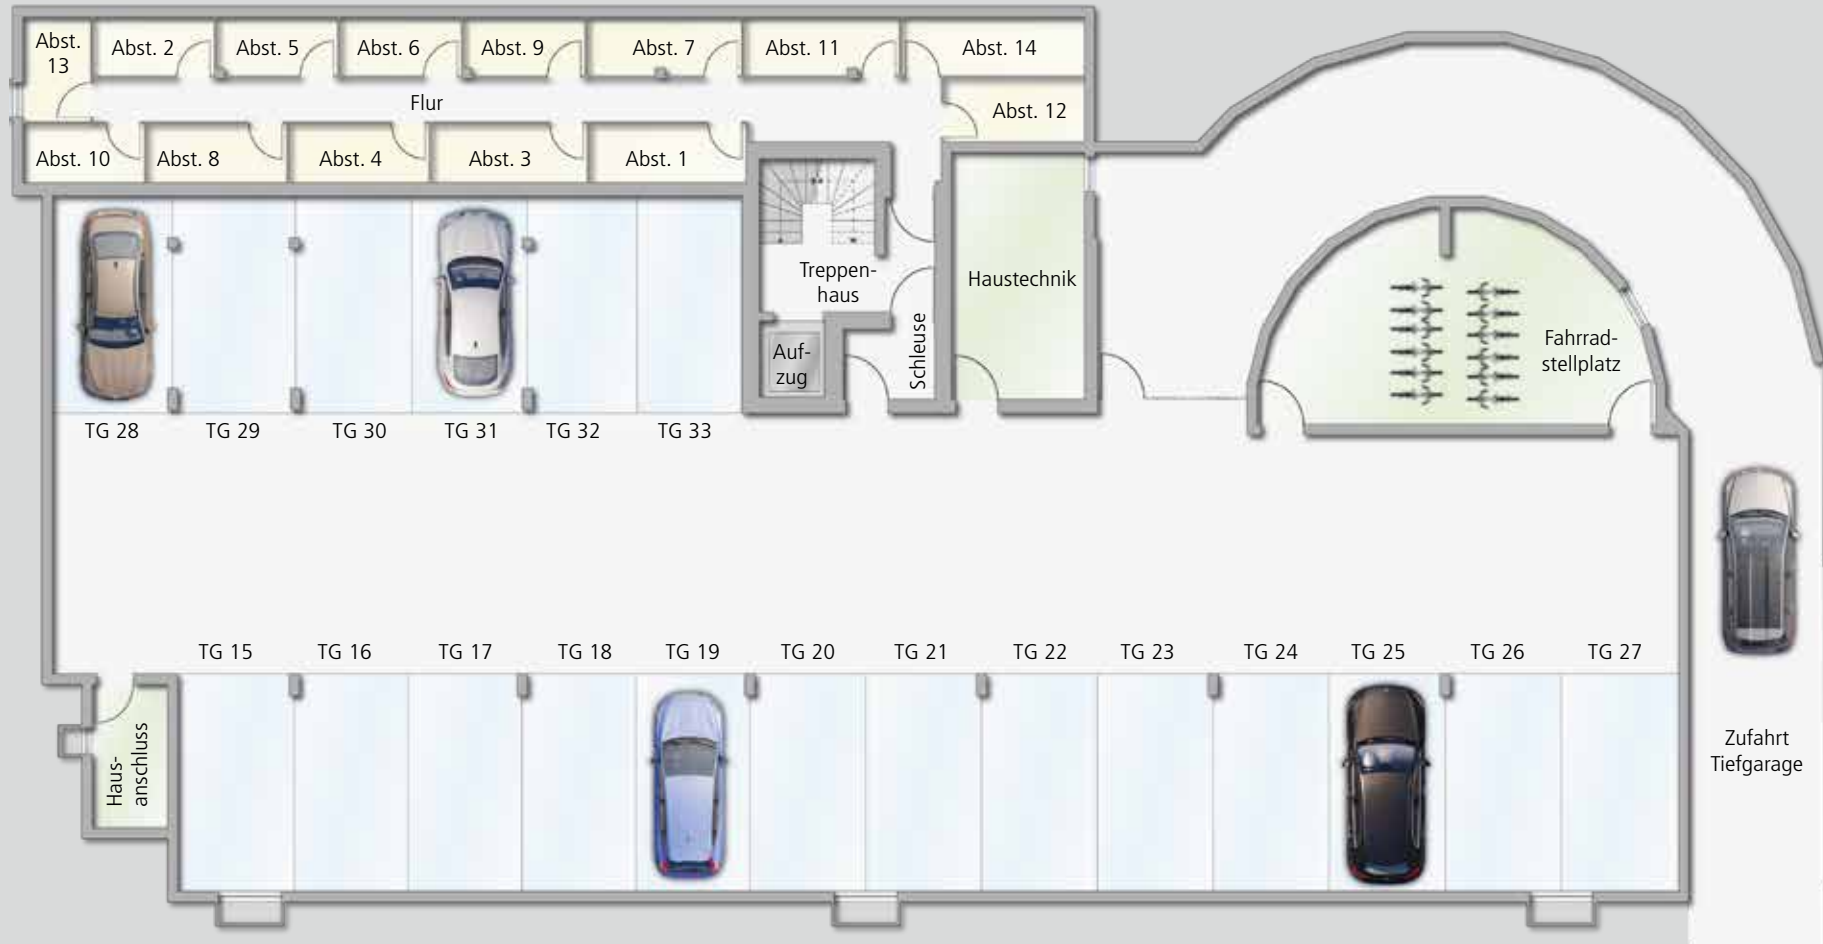 Abst.
13
Abst. 2
Abst. 5
Abst. 6
Abst. 9
Abst. 7
Abst. 11
Abst. 14
Flur
Abst. 12
Abst. 10
Abst. 8
Abst. 4
Abst. 3
Abst. 1
Treppen-
haus
Auf-
zug
Schleuse
Haustechnik
Fahrrad-
stellplatz
TG 28
TG 29
TG 30
TG 31
TG 32
TG 33
TG 15
TG 16
TG 17
TG 18
TG 19
TG 20
TG 21
TG 22
TG 23
TG 24
TG 25
TG 26
TG 27
Haus-
anschluss
Zufahrt
Tiefgarage